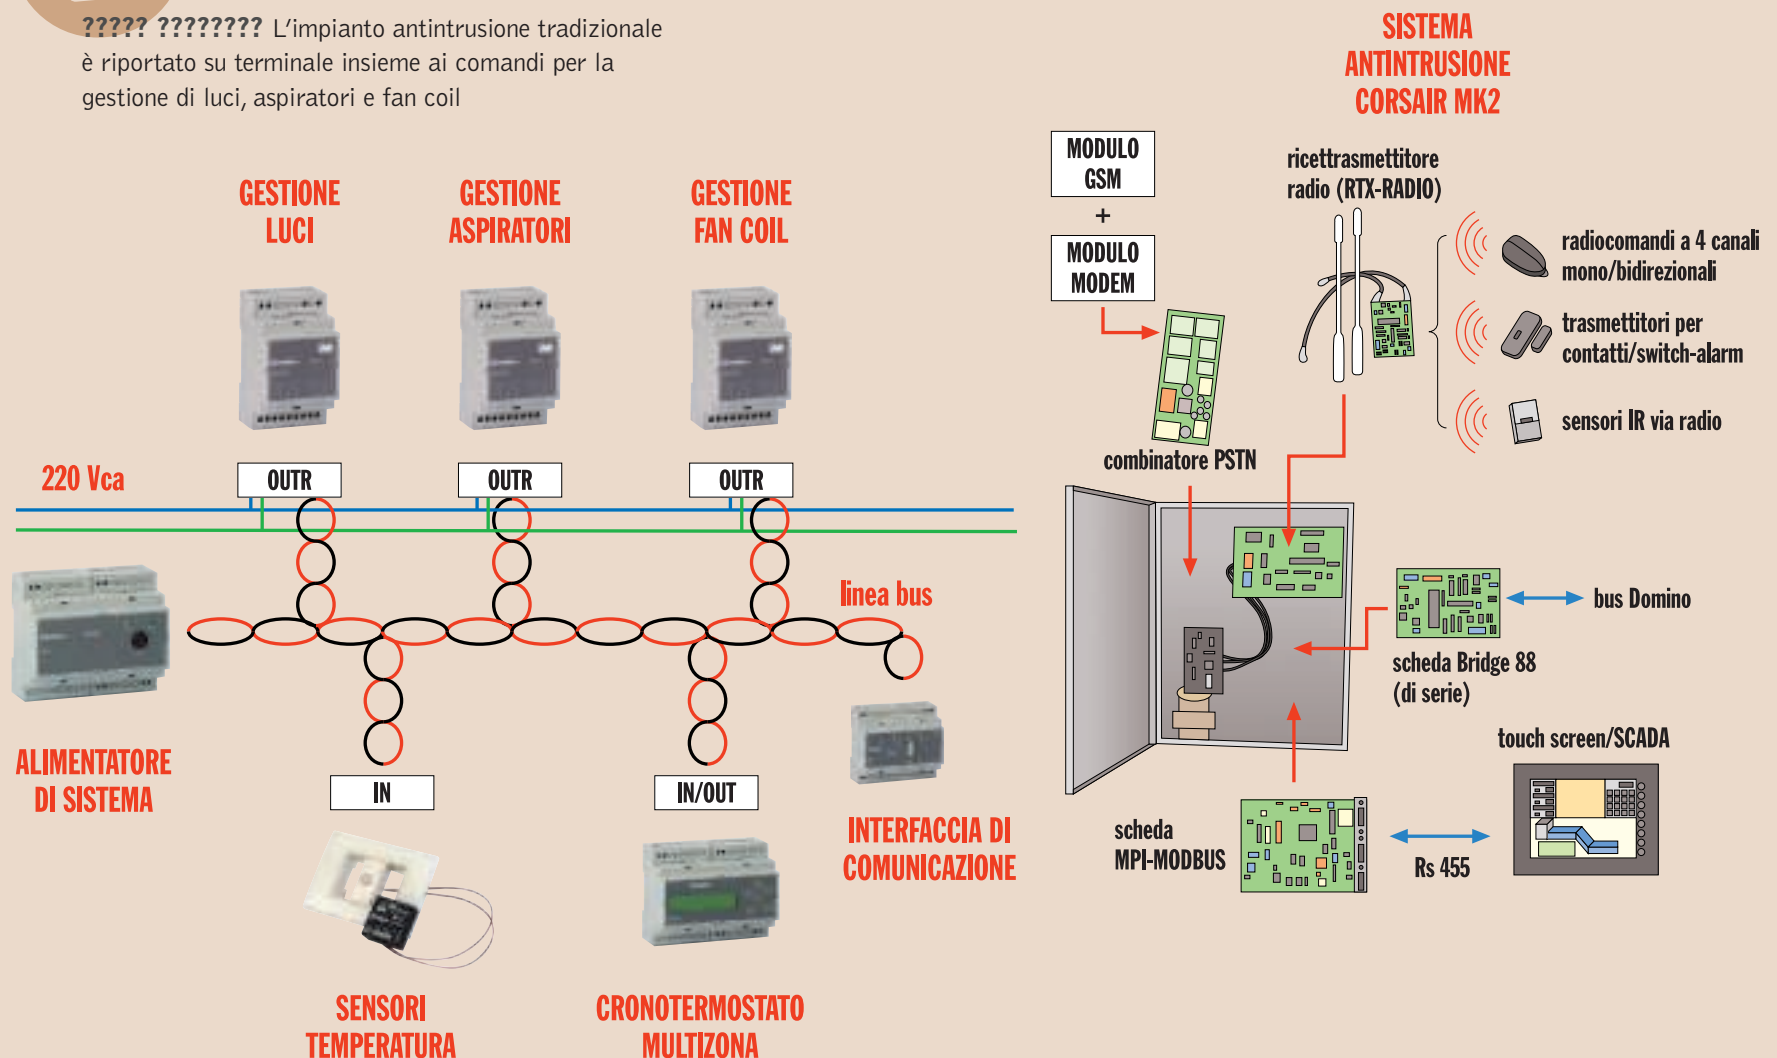 ????? ???????? L'impianto antintrusione tradizionale
è riportato su terminale insieme ai comandi per la
gestione di luci, aspiratori e fan coil
GESTIONE
LUCI
GESTIONE
ASPIRATORI
GESTIONE
FAN COIL
220 Vca
OUTR
OUTR
OUTR
linea bus
ALIMENTATORE
DI SISTEMA
IN
IN/OUT
INTERFACCIA DI
COMUNICAZIONE
SENSORI
TEMPERATURA
CRONOTERMOSTATO
MULTIZONA
SISTEMA
ANTINTRUSIONE
CORSAIR MK2
MODULO
GSM
+
MODULO
MODEM
ricettrasmettitore
radio (RTX-RADIO)
radiocomandi a 4 canali
mono/bidirezionali
trasmettitori per
contatti/switch-alarm
sensori IR via radio
combinatore PSTN
bus Domino
scheda Bridge 88
(di serie)
touch screen/SCADA
scheda
MPI-MODBUS
Rs 455